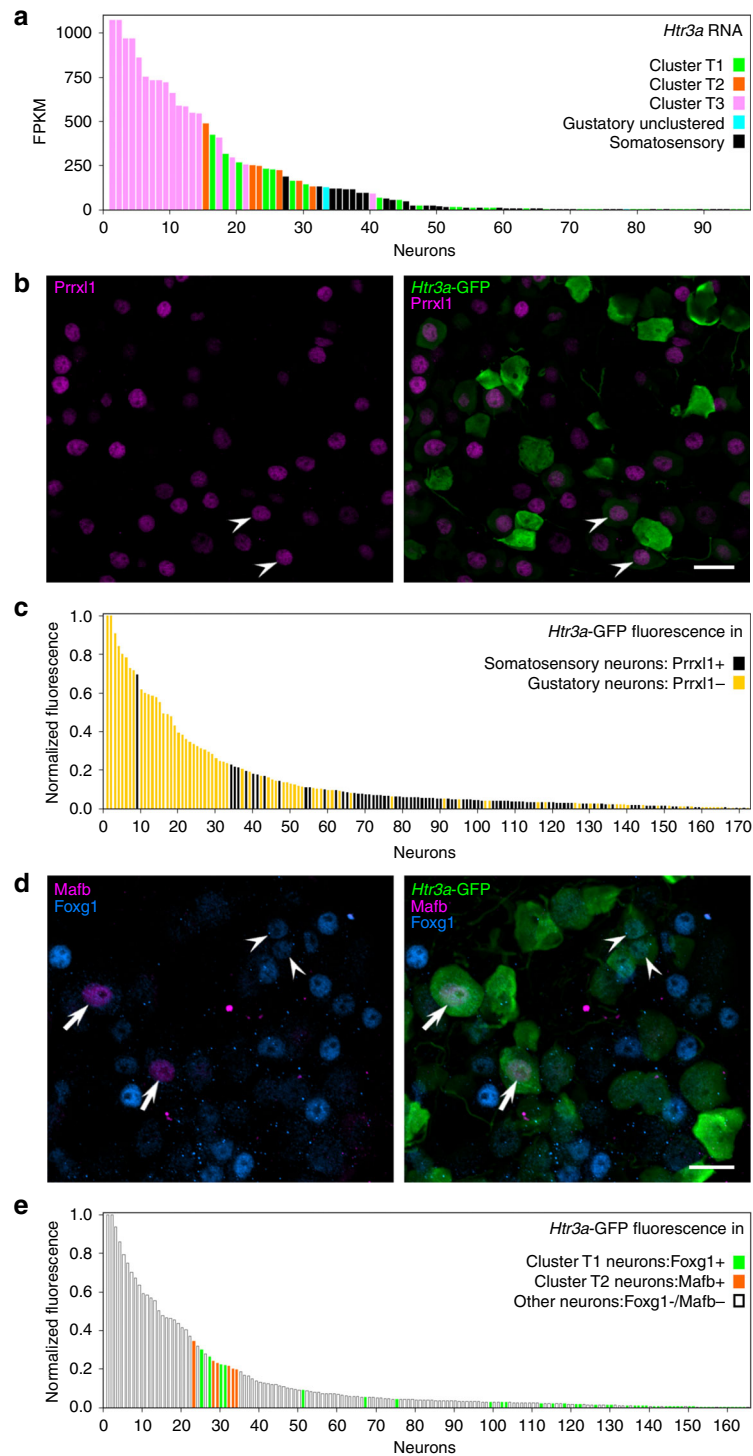 a
Htr3a RNA
Cluster T1
Cluster T2
Cluster T3
Gustatory unclustered
Somatosensory
FPKM
1000
750
500
250
0
0 10 20 30 40 50 60 70 80 90
Neurons
b
Prrxl1
Htr3a-GFP
Prrxl1
c
Htr3a-GFP fluorescence in
Somatosensory neurons: Prrxl1+
Gustatory neurons: Prrxl1–
Normalized fluorescence
1.0
0.8
0.6
0.4
0.2
0.0
0 10 20 30 40 50 60 70 80 90 100 110 120 130 140 150 160 170
Neurons
d
Mafb
Foxg1
Htr3a-GFP
Mafb
Foxg1
e
Htr3a-GFP fluorescence in
Cluster T1 neurons:Foxg1+
Cluster T2 neurons:Mafb+
Other neurons:Foxg1-/Mafb–
Normalized fluorescence
1.0
0.8
0.6
0.4
0.2
0.0
0 10 20 30 40 50 60 70 80 90 100 110 120 130 140 150 160
Neurons